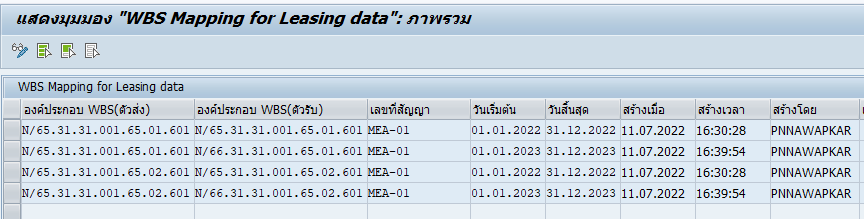 แสดงมุมมอง "WBS Mapping for Leasing data": ภาพรวม
WBS Mapping for Leasing data
องค์ประกอบ WBS(ตัวส่ง) องค์ประกอบ WBS(ตัวรับ) เลขที่สัญญา วันเริ่มต้น วันสิ้นสุด สร้างเมื่อ สร้างเวลา สร้างโดย
N/65.31.31.001.65.01.601 N/65.31.31.001.65.01.601 MEA-01 01.01.2022 31.12.2022 11.07.2022 16:30:28 PNNAWAPKAR
N/65.31.31.001.65.01.601 N/66.31.31.001.65.01.601 MEA-01 01.01.2023 31.12.2023 11.07.2022 16:39:54 PNNAWAPKAR
N/65.31.31.001.65.02.601 N/65.31.31.001.65.02.601 MEA-01 01.01.2022 31.12.2022 11.07.2022 16:30:28 PNNAWAPKAR
N/65.31.31.001.65.02.601 N/66.31.31.001.65.02.601 MEA-01 01.01.2023 31.12.2023 11.07.2022 16:39:54 PNNAWAPKAR